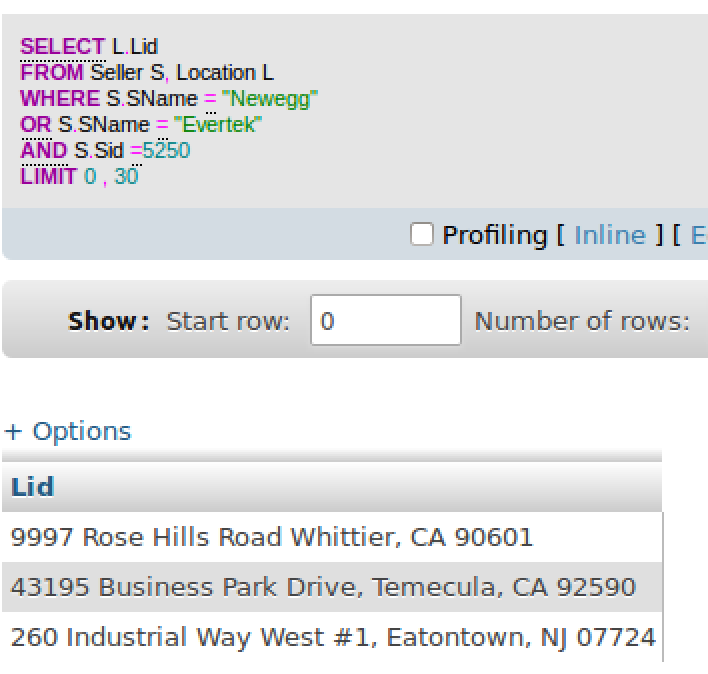 SELECT L.Lid
FROM Seller S, Location L
WHERE S.SName = "Newegg"
OR S.SName = "Evertek"
AND S.Sid =5250
LIMIT 0 , 30
Profiling [ Inline ] [ E
Show: Start row: 0 Number of rows:
+ Options
Lid
9997 Rose Hills Road Whittier, CA 90601
43195 Business Park Drive, Temecula, CA 92590
260 Industrial Way West #1, Eatontown, NJ 07724